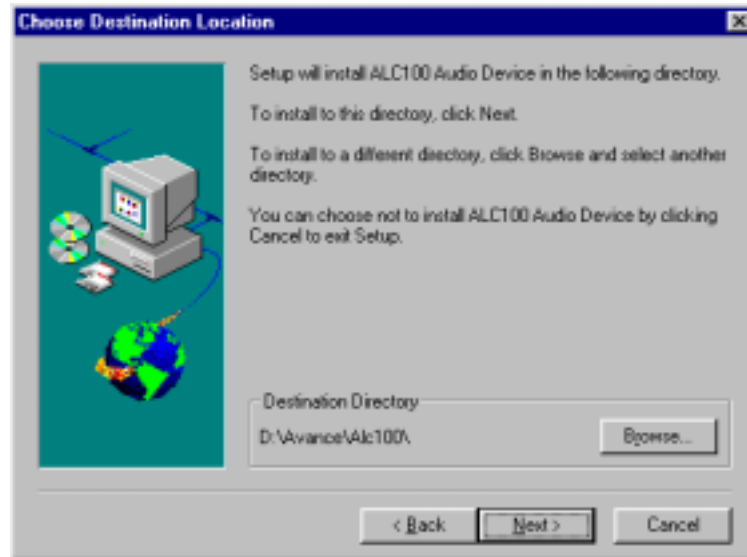 Choose Destination Location
Setup will install ALC100 Audio Device in the following directory.
To install to this directory, click Next.
To install to a different directory, click Browse and select another
directory.
You can choose not to install ALC100 Audio Device by clicking
Cancel to exit Setup.
Destination Directory
D:\Avance\Alc100\
Browse...
< Back
Next >
Cancel